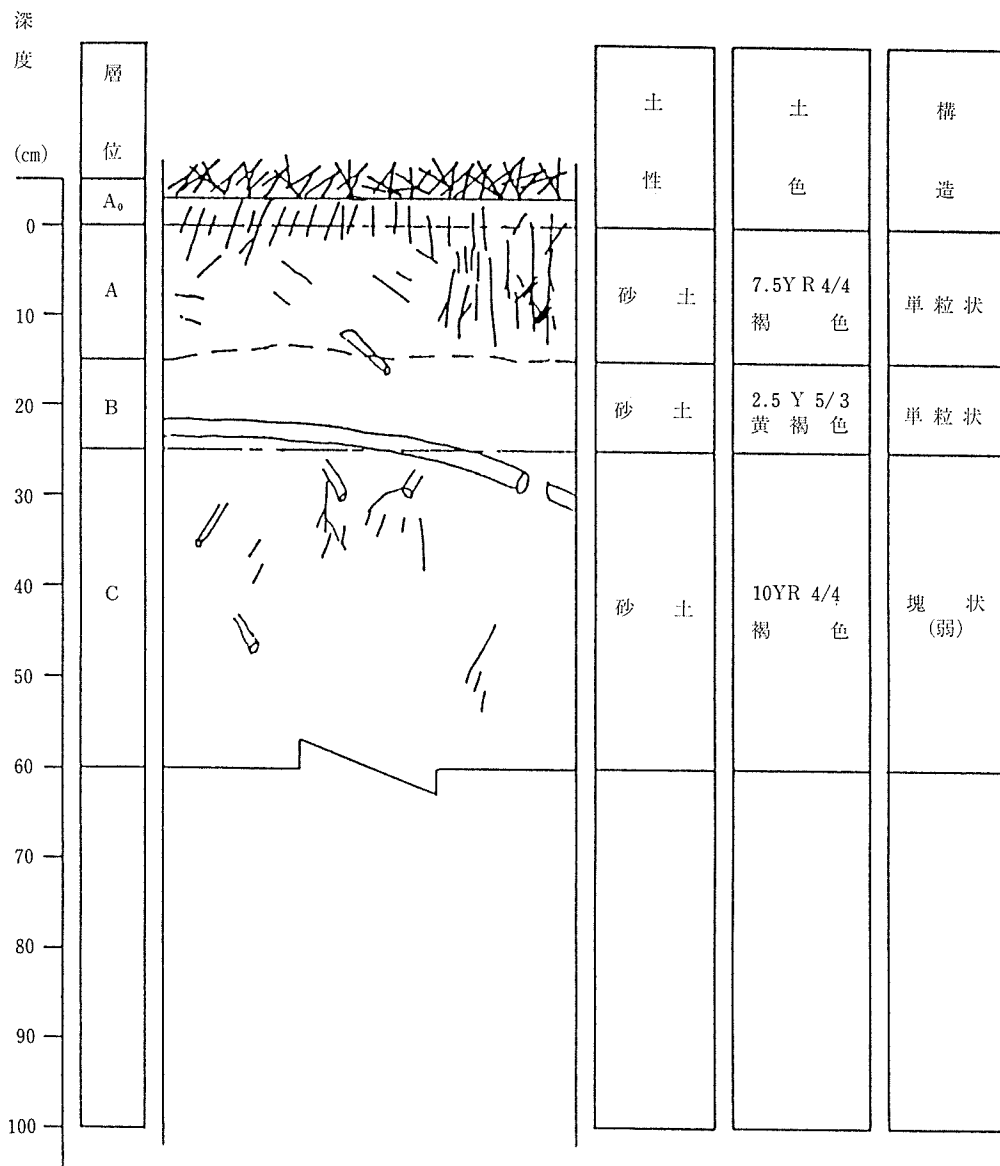 深度
(cm)
層位
土性
土色
構造
A₀
0
A
砂土
7.5YR 4/4
褐色
単粒状
10
B
砂土
2.5Y 5/3
黄褐色
単粒状
20
30
40
C
砂土
10YR 4/4
褐色
塊状
(弱)
50
60
70
80
90
100